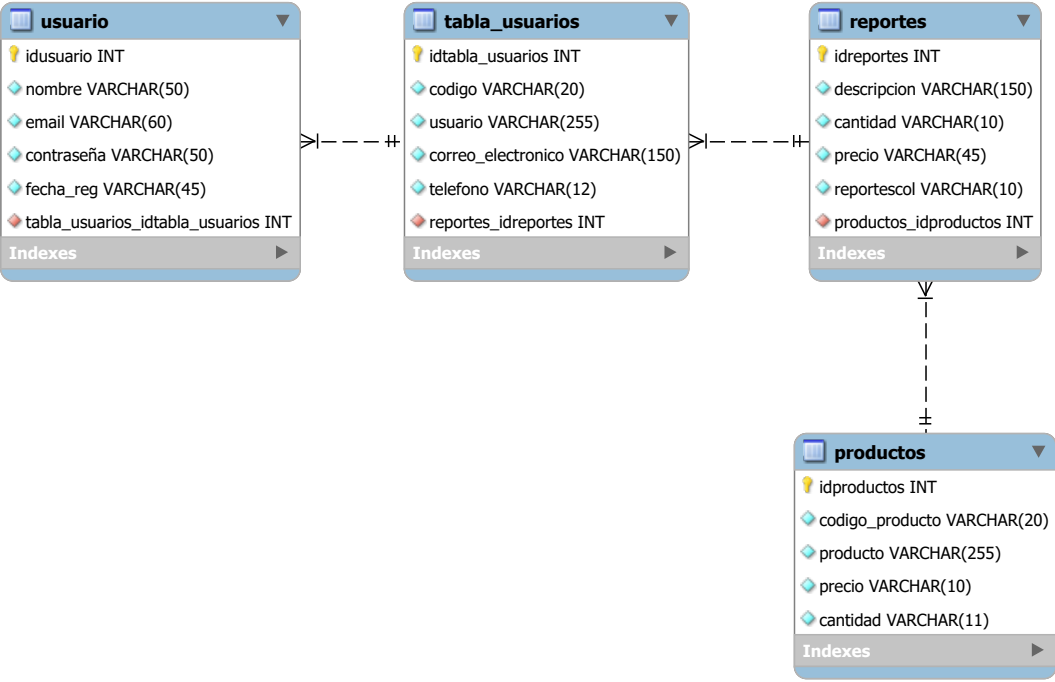 usuario
idusuario INT
nombre VARCHAR(50)
email VARCHAR(60)
contraseña VARCHAR(50)
fecha_reg VARCHAR(45)
tabla_usuarios_idtabla_usuarios INT
Indexes
tabla_usuarios
idtabla_usuarios INT
codigo VARCHAR(20)
usuario VARCHAR(255)
correo_electronico VARCHAR(150)
telefono VARCHAR(12)
reportes_idreportes INT
Indexes
reportes
idreportes INT
descripcion VARCHAR(150)
cantidad VARCHAR(10)
precio VARCHAR(45)
reportescol VARCHAR(10)
productos_idproductos INT
Indexes
productos
idproductos INT
codigo_producto VARCHAR(20)
producto VARCHAR(255)
precio VARCHAR(10)
cantidad VARCHAR(11)
Indexes